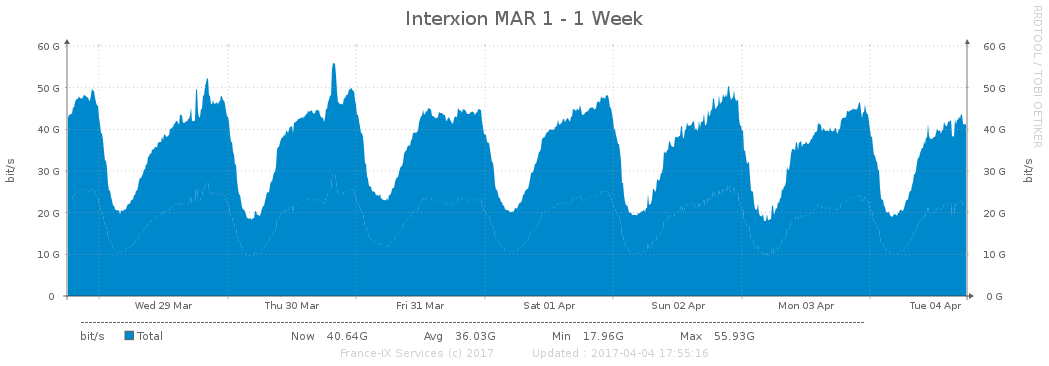 Interxion MAR 1 - 1 Week
RRDTOOL / TOBI OETIKER
bit/s
bit/s
60 G 60 G
50 G 50 G
40 G 40 G
30 G 30 G
20 G 20 G
10 G 10 G
0 0 G
Wed 29 Mar Thu 30 Mar Fri 31 Mar Sat 01 Apr Sun 02 Apr Mon 03 Apr Tue 04 Apr
bit/s Total Now 40.64G Avg 36.03G Min 17.96G Max 55.93G
France-IX Services (c) 2017 Updated : 2017-04-04 17:55:16